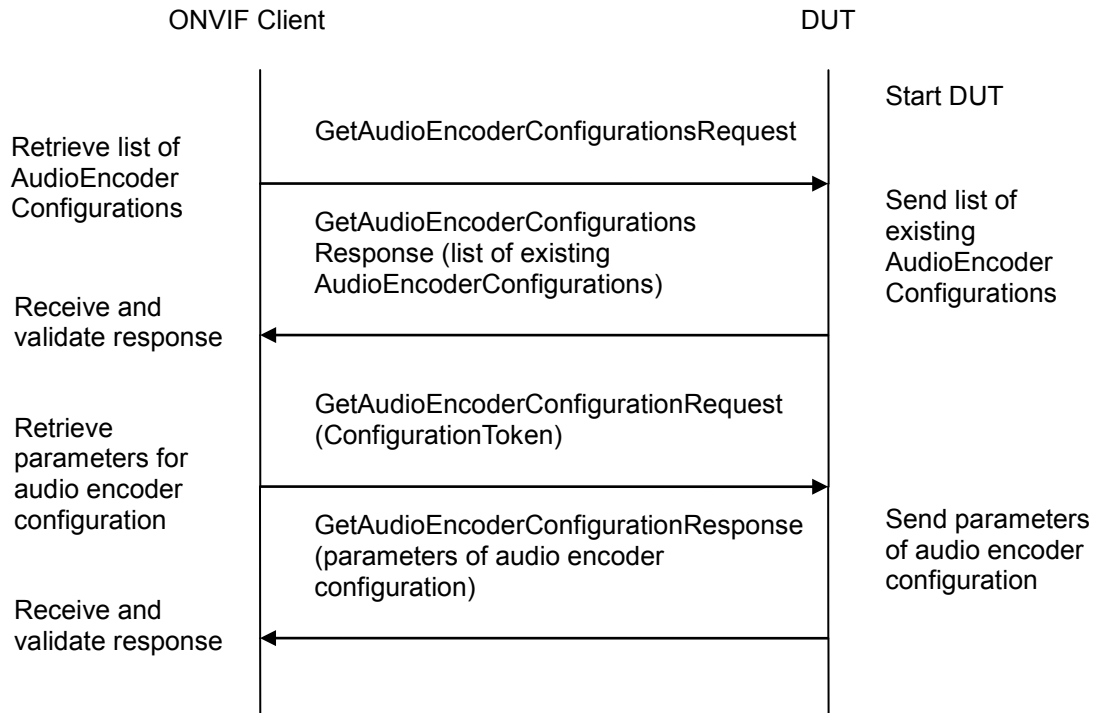 ONVIF Client
DUT
Start DUT
GetAudioEncoderConfigurationsRequest
Retrieve list of
AudioEncoder
Configurations
Send list of
existing
AudioEncoder
Configurations
GetAudioEncoderConfigurations
Response (list of existing
AudioEncoderConfigurations)
Receive and
validate response
GetAudioEncoderConfigurationRequest
(ConfigurationToken)
Retrieve
parameters for
audio encoder
configuration
GetAudioEncoderConfigurationResponse
(parameters of audio encoder
configuration)
Send parameters
of audio encoder
configuration
Receive and
validate response